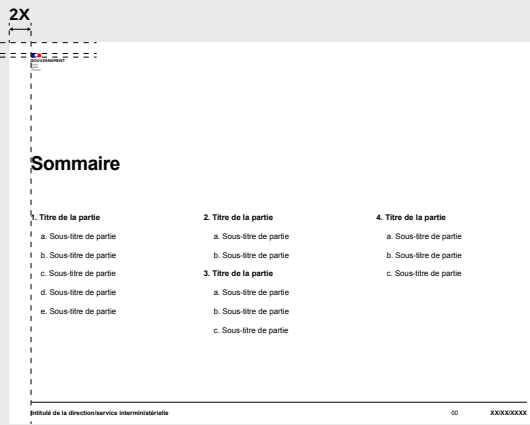 2X
GOUVERNEMENT
Sommaire
1. Titre de la partie
a. Sous-titre de partie
b. Sous-titre de partie
c. Sous-titre de partie
d. Sous-titre de partie
e. Sous-titre de partie
2. Titre de la partie
a. Sous-titre de partie
b. Sous-titre de partie
3. Titre de la partie
a. Sous-titre de partie
b. Sous-titre de partie
c. Sous-titre de partie
4. Titre de la partie
a. Sous-titre de partie
b. Sous-titre de partie
c. Sous-titre de partie
Intitulé de la direction/service interministérielle
00
XX/XX/XXXX